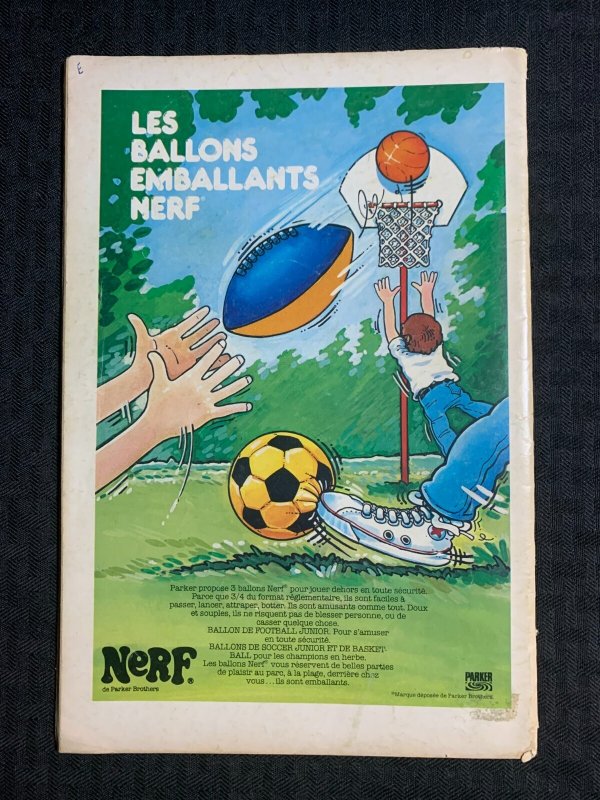 E
LES
BALLONS
EMBALLANTS
NERF
Parker propose 3 ballons Nerf® pour jouer dehors en toute sécurité.
Parce que 3/4 du format réglementaire, ils sont faciles à
passer, lancer, attraper, botter. Ils sont amusants comme tout. Doux
et souples, ils ne risquent pas de blesser personne, ou de
casser quelque chose.
BALLON DE FOOTBALL JUNIOR. Pour s'amuser
en toute sécurité.
BALLONS DE SOCCER JUNIOR ET DE BASKET-
BALL pour les champions en herbe.
Les ballons Nerf® vous réservent de belles parties
de plaisir au parc, à la plage, derrière chez
vous...ils sont emballants.
NeRF®
de Parker Brothers
PARKER
®Marque déposée de Parker Brothers